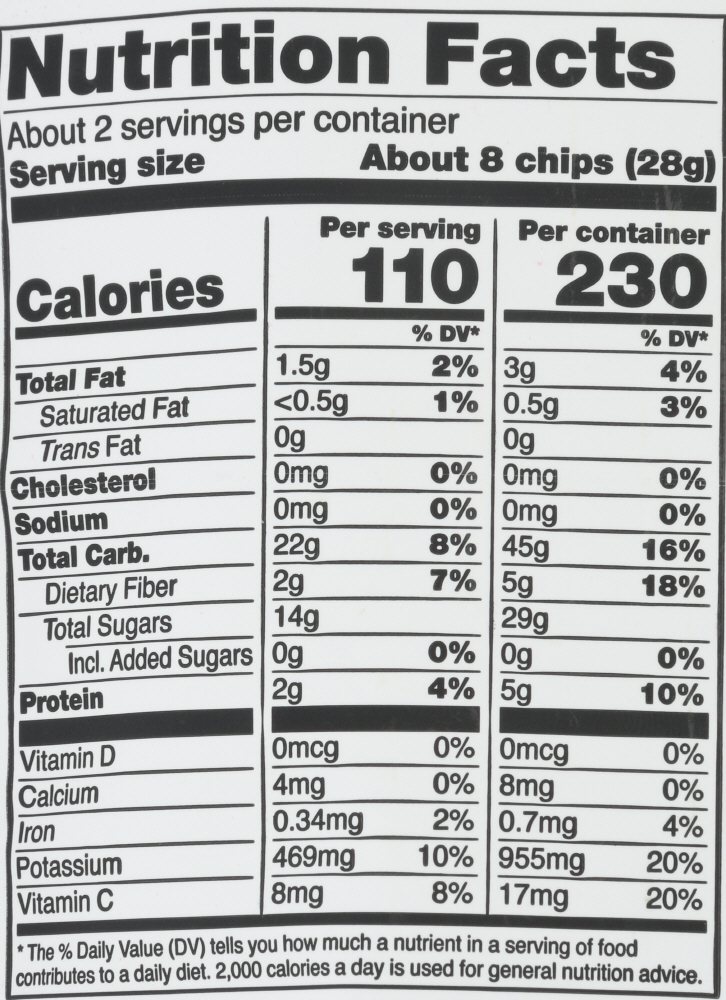 Nutrition Facts
About 2 servings per container
Serving size About 8 chips (28g)
Per serving Per container
Calories 110 230
% DV* % DV*
Total Fat 1.5g 2% 3g 4%
Saturated Fat <0.5g 1% 0.5g 3%
Trans Fat 0g 0g
Cholesterol 0mg 0% 0mg 0%
Sodium 0mg 0% 0mg 0%
Total Carb. 22g 8% 45g 16%
Dietary Fiber 2g 7% 5g 18%
Total Sugars 14g 29g
Incl. Added Sugars 0g 0% 0g 0%
Protein 2g 4% 5g 10%
Vitamin D 0mcg 0% 0mcg 0%
Calcium 4mg 0% 8mg 0%
Iron 0.34mg 2% 0.7mg 4%
Potassium 469mg 10% 955mg 20%
Vitamin C 8mg 8% 17mg 20%
* The % Daily Value (DV) tells you how much a nutrient in a serving of food
contributes to a daily diet. 2,000 calories a day is used for general nutrition advice.